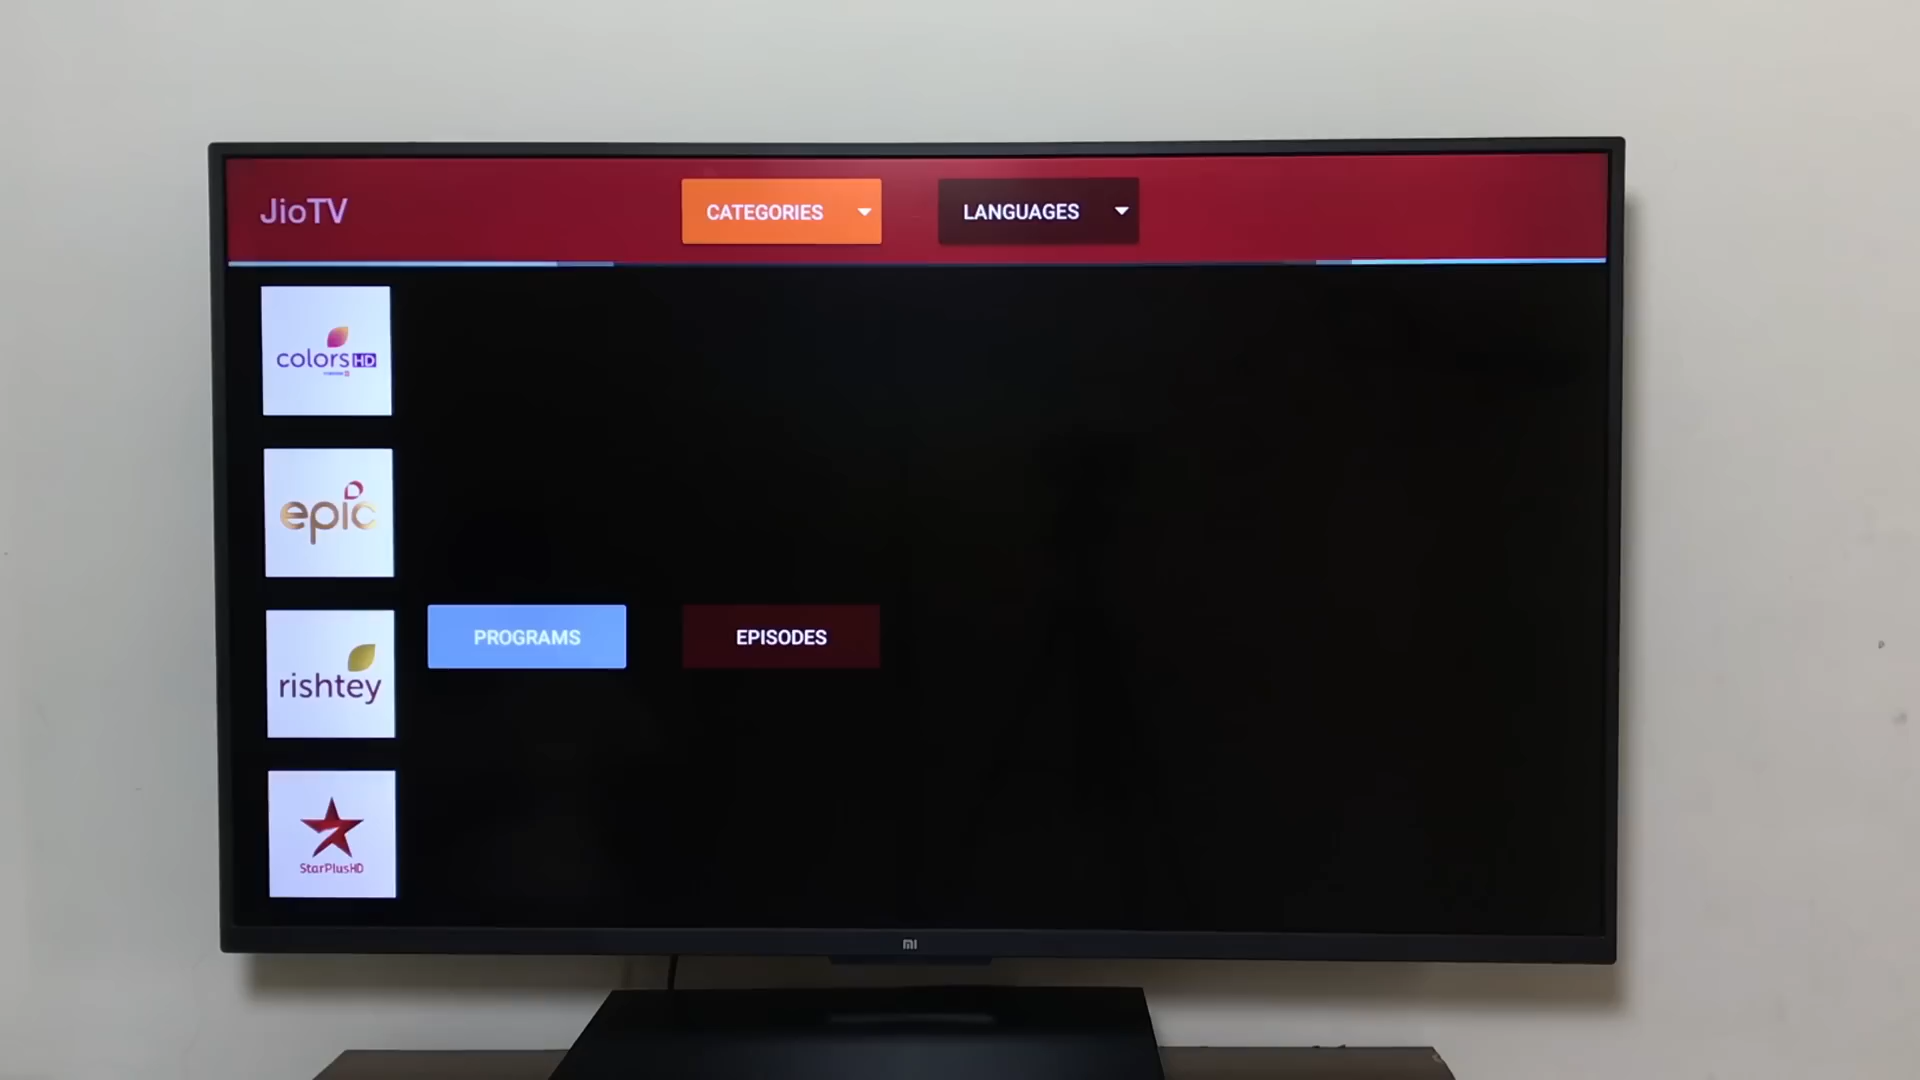 JioTV
CATEGORIES
LANGUAGES
colors HD
epic
rishtey
PROGRAMS
EPISODES
StarPlusHD
mi